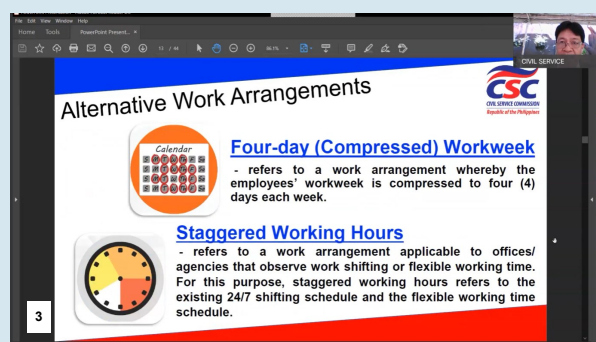 File Edit View Window Help
Home Tools PowerPoint Present... ×
13 / 44 86.1%
CIVIL SERVICE
Alternative Work Arrangements
CSC
CIVIL SERVICE COMMISSION
Republic of the Philippines
Calendar
Four-day (Compressed) Workweek
- refers to a work arrangement whereby the
employees' workweek is compressed to four (4)
days each week.
Staggered Working Hours
- refers to a work arrangement applicable to offices/
agencies that observe work shifting or flexible working time.
For this purpose, staggered working hours refers to the
existing 24/7 shifting schedule and the flexible working time
schedule.
3